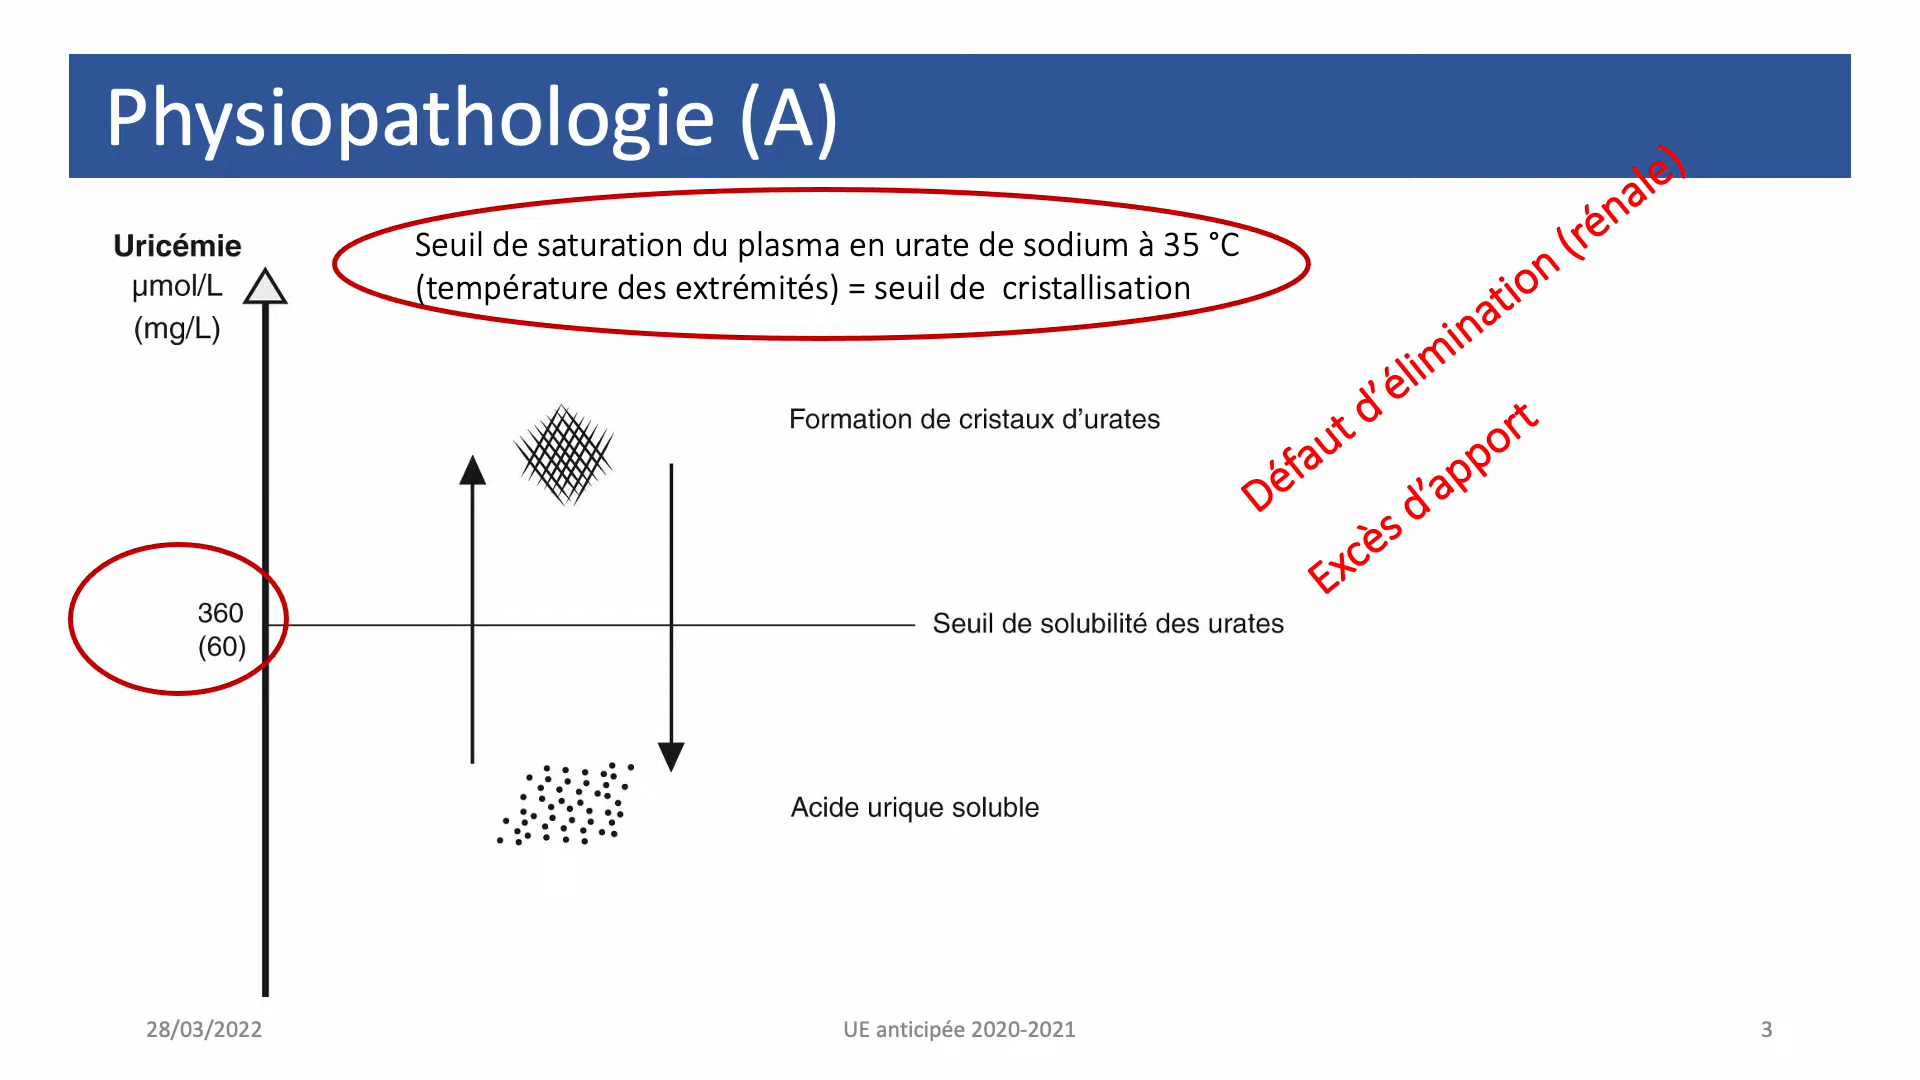 Physiopathologie (A)
Uricémie
µmol/L
(mg/L)
Seuil de saturation du plasma en urate de sodium à 35 °C
(température des extrémités) = seuil de  cristallisation
Défaut d’élimination (rénale)
Excès d’apport
Formation de cristaux d’urates
360
(60)
Seuil de solubilité des urates
Acide urique soluble
28/03/2022
UE anticipée 2020-2021
3